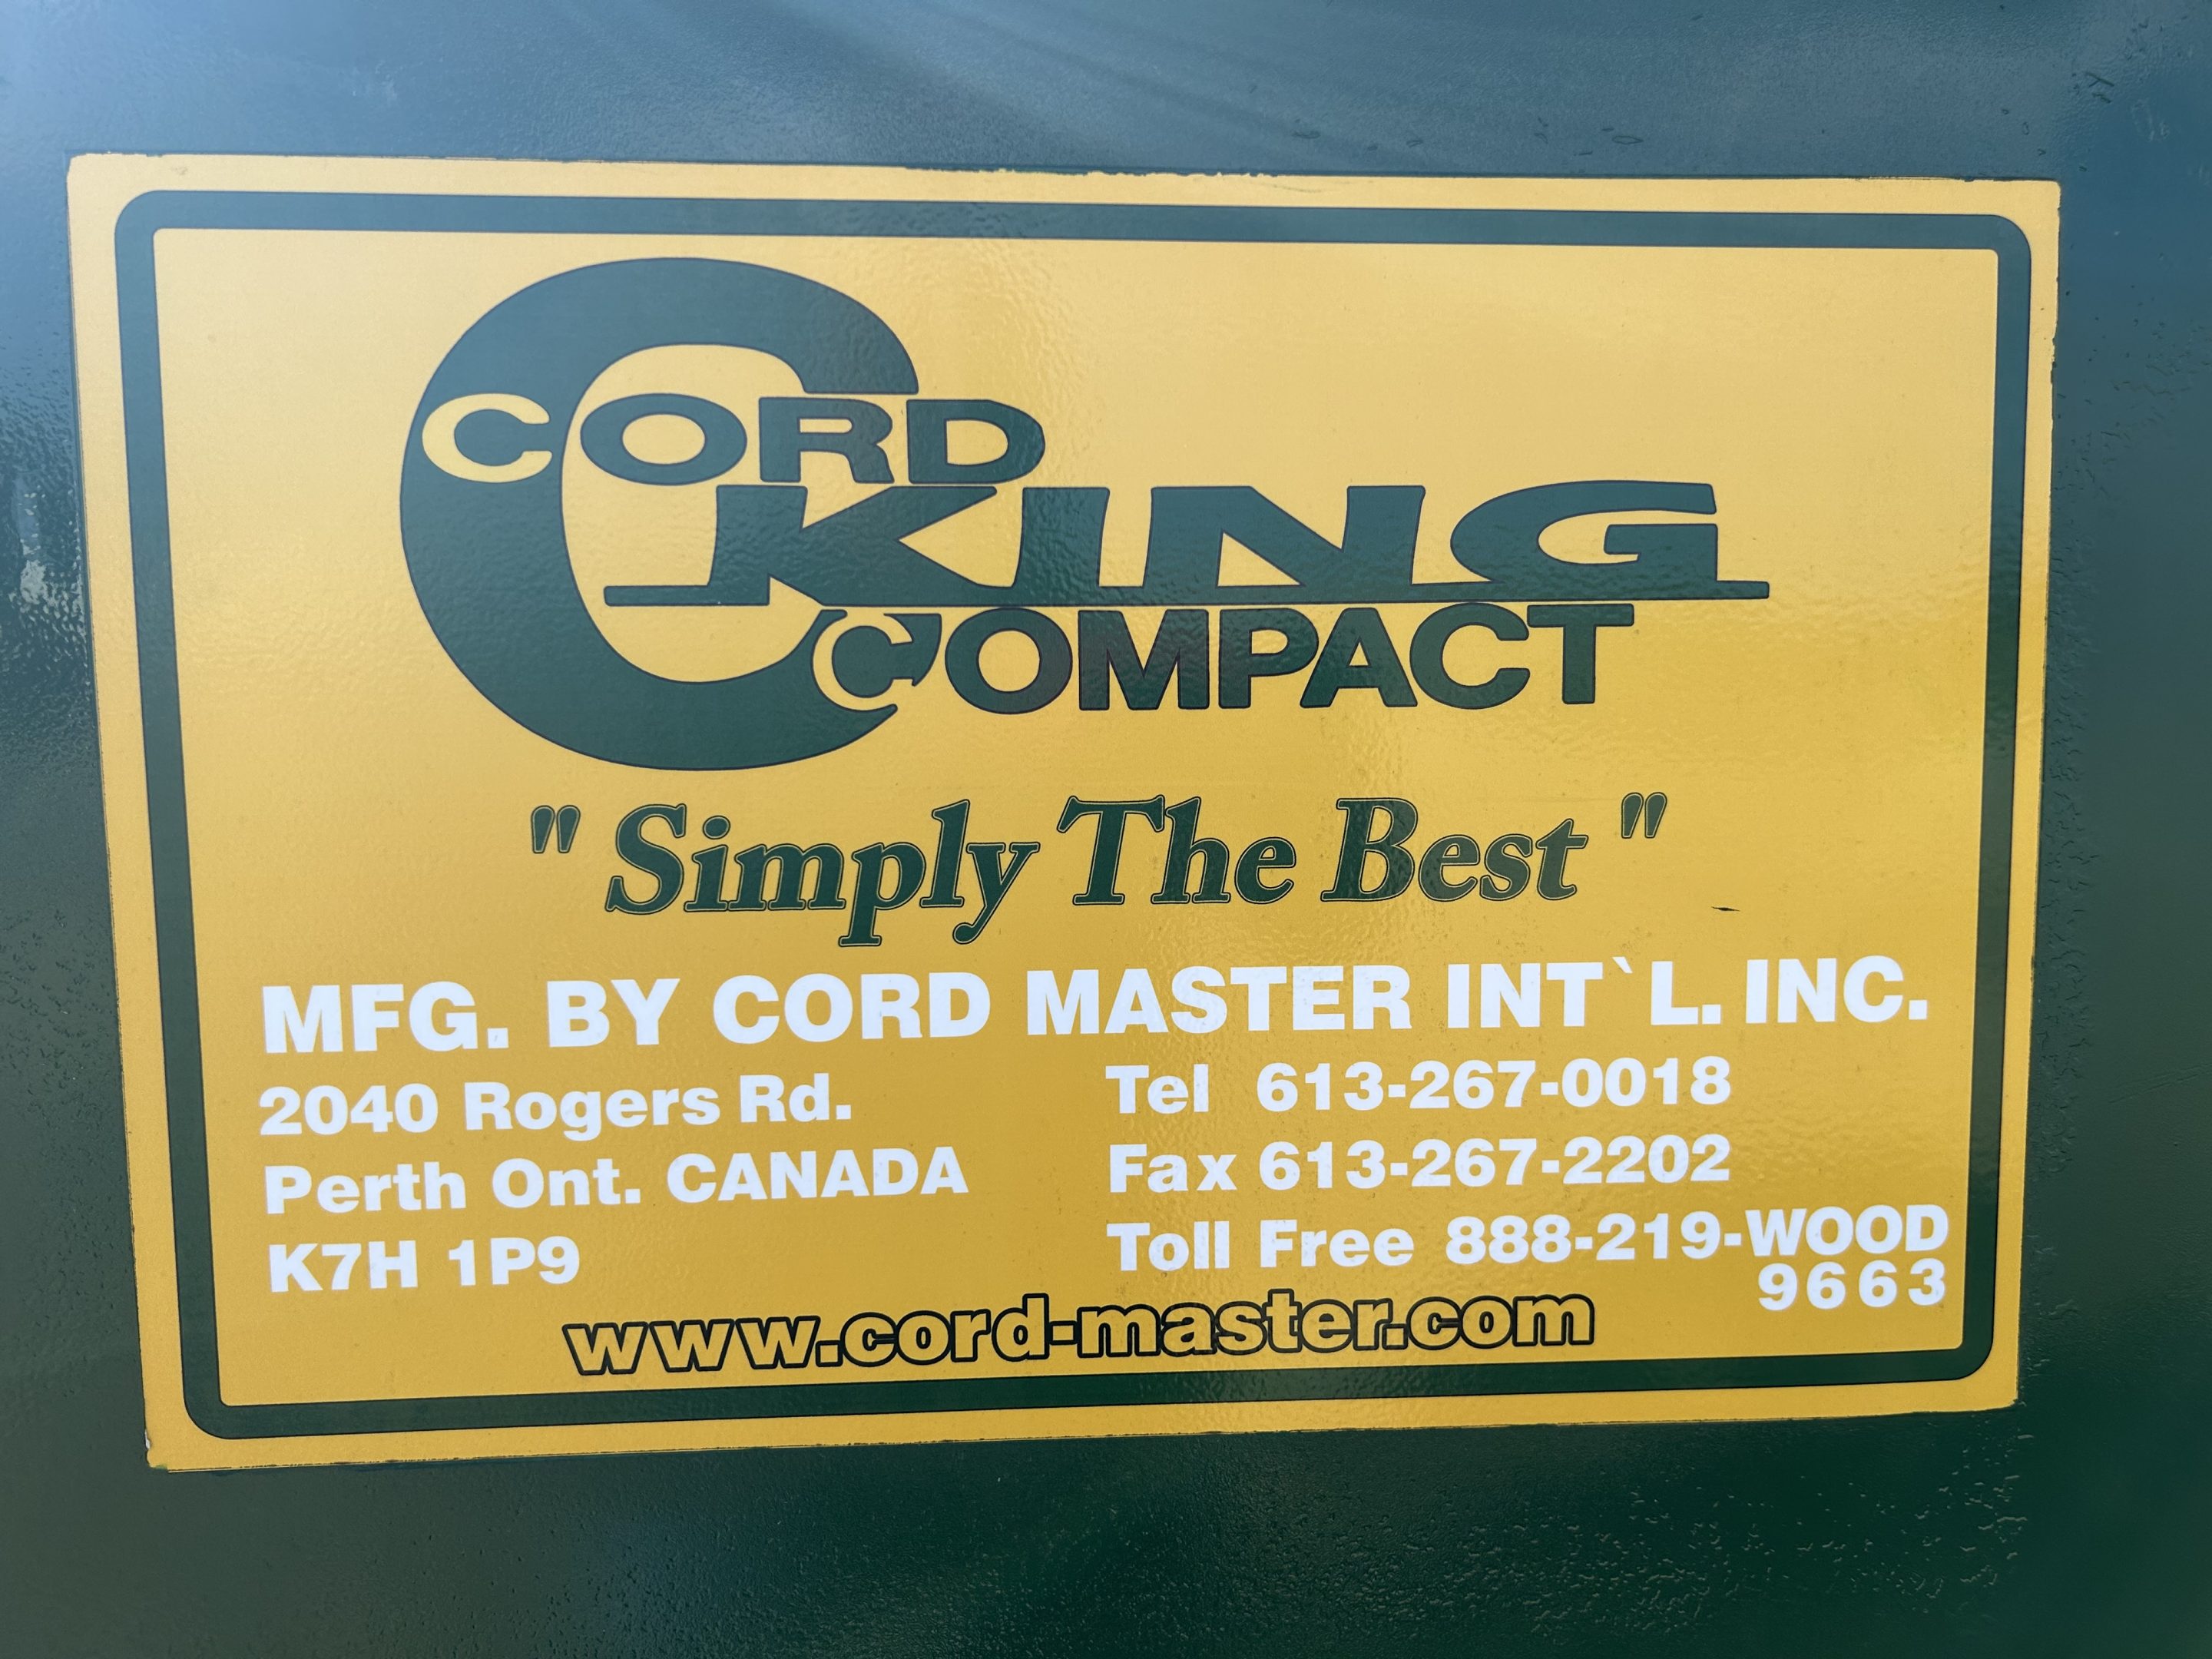 CORD
KING
COMPACT
" Simply The Best "
MFG. BY CORD MASTER INT`L. INC.
2040 Rogers Rd.
Perth Ont. CANADA
K7H 1P9
Tel 613-267-0018
Fax 613-267-2202
Toll Free 888-219-WOOD
9663
www.cord-master.com